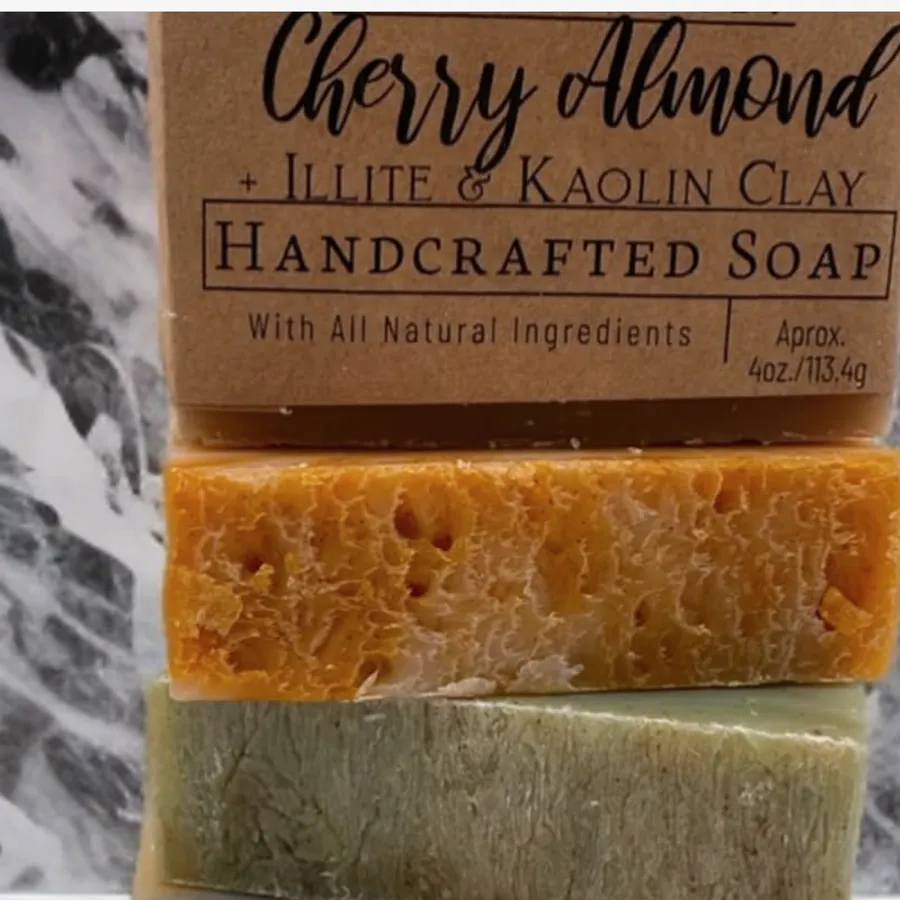 Cherry Almond
+ ILLITE & KAOLIN CLAY
HANDCRAFTED SOAP
With All Natural Ingredients
Aprox.
4oz./113.4g